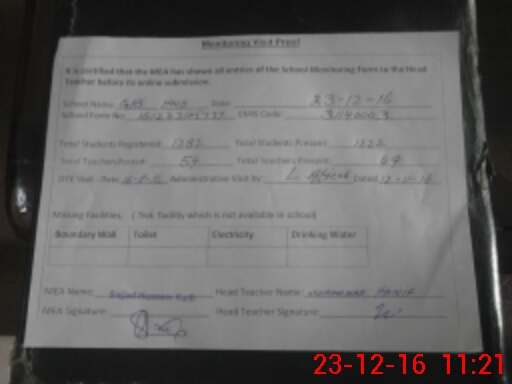 Monitoring Visit Proof
It is certified that the MEA has shown all entries of the School Monitoring Form to the Head
Teacher before its online submission.
School Name: Date: 23-12-16
School Form No: EMIS Code:
Total Students Registered: 1282 Total Students Present: 1222
Total Teachers Posted: 54 Total Teachers Present: 49
DTE Visit - Date: Administrative Visit by: Dated
Missing Facilities: ( Tick facility which is not available in school)
Boundary Wall Toilet Electricity Drinking Water
MEA Name: Sajjad Hussain Head Teacher Name:
MEA Signature: Head Teacher Signature:
23-12-16 11:21